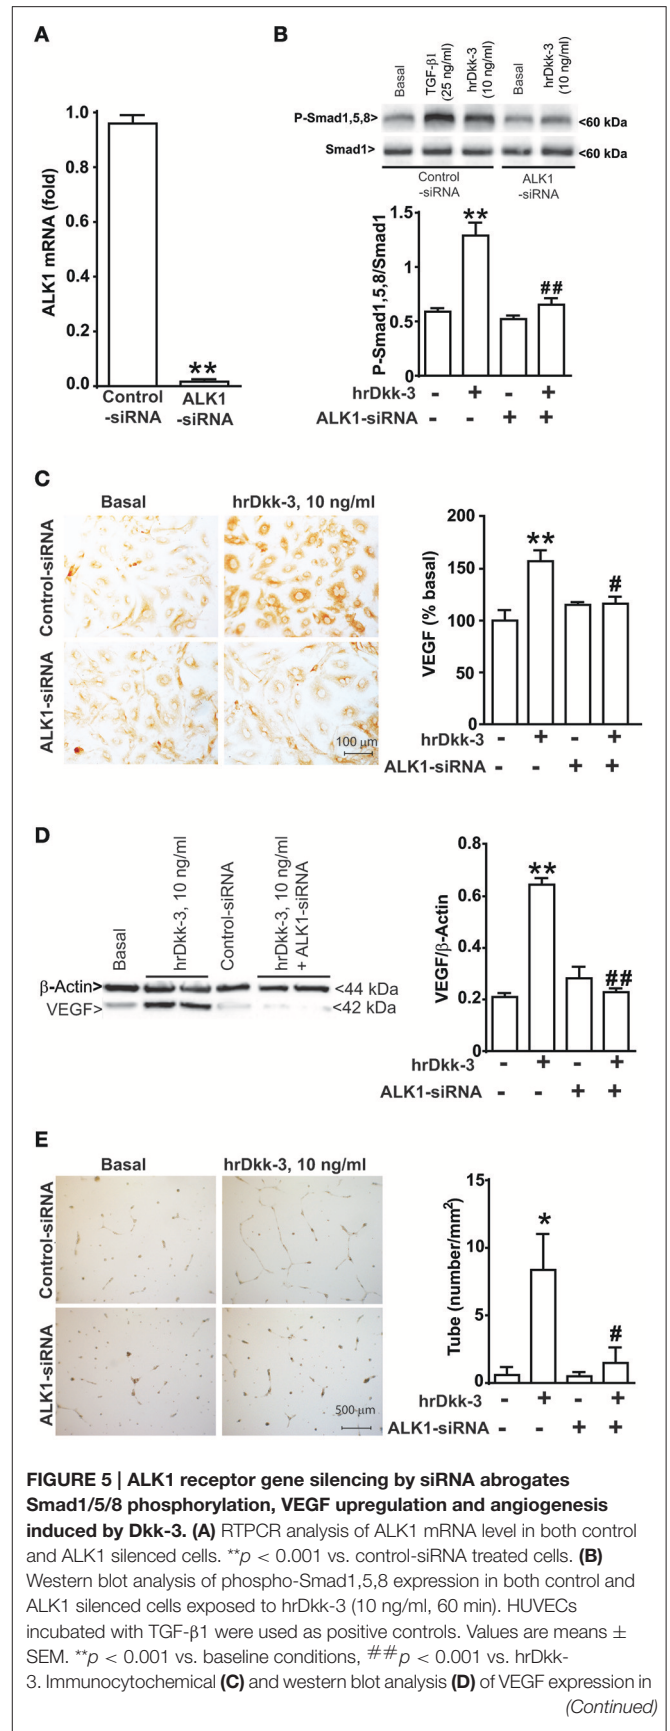 A
ALK1 mRNA (fold)
1.0
0.8
0.6
0.4
0.2
0.0
**
Control
-siRNA
ALK1
-siRNA
B
Basal
TGF-β1
(25 ng/ml)
hrDkk-3
(10 ng/ml)
Basal
hrDkk-3
(10 ng/ml)
P-Smad1,5,8>
<60 kDa
Smad1>
<60 kDa
Control
-siRNA
ALK1
-siRNA
P-Smad1,5,8/Smad1
1.5
1
0.5
0
**
##
hrDkk-3 - + - +
ALK1-siRNA - - + +
C
Basal
hrDkk-3, 10 ng/ml
Control-siRNA
ALK1-siRNA
100 µm
VEGF (% basal)
200
150
100
50
0
**
#
hrDkk-3 - + - +
ALK1-siRNA - - + +
D
Basal
hrDkk-3, 10 ng/ml
Control-siRNA
hrDkk-3, 10 ng/ml
+ ALK1-siRNA
β-Actin>
<44 kDa
VEGF>
<42 kDa
VEGF/β-Actin
0.8
0.6
0.4
0.2
0
**
##
hrDkk-3 - + - +
ALK1-siRNA - - + +
E
Basal
hrDkk-3, 10 ng/ml
Control-siRNA
ALK1-siRNA
500 µm
Tube (number/mm²)
15
10
5
0
*
#
hrDkk-3 - + - +
ALK1-siRNA - - + +
FIGURE 5 | ALK1 receptor gene silencing by siRNA abrogates
Smad1/5/8 phosphorylation, VEGF upregulation and angiogenesis
induced by Dkk-3. (A) RTPCR analysis of ALK1 mRNA level in both control
and ALK1 silenced cells. **p < 0.001 vs. control-siRNA treated cells. (B)
Western blot analysis of phospho-Smad1,5,8 expression in both control and
ALK1 silenced cells exposed to hrDkk-3 (10 ng/ml, 60 min). HUVECs
incubated with TGF-β1 were used as positive controls. Values are means ±
SEM. **p < 0.001 vs. baseline conditions, ##p < 0.001 vs. hrDkk-
3. Immunocytochemical (C) and western blot analysis (D) of VEGF expression in
(Continued)